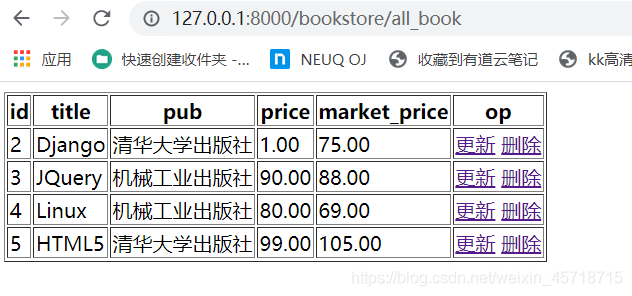 127.0.0.1:8000/bookstore/all_book
应用 快速创建收件夹 -... NEUQ OJ 收藏到有道云笔记 kk高清
id title pub price market_price op
2 Django 清华大学出版社 1.00 75.00 更新 删除
3 JQuery 机械工业出版社 90.00 88.00 更新 删除
4 Linux 机械工业出版社 80.00 69.00 更新 删除
5 HTML5 清华大学出版社 99.00 105.00 更新 删除
https://blog.csdn.net/weixin_45718715